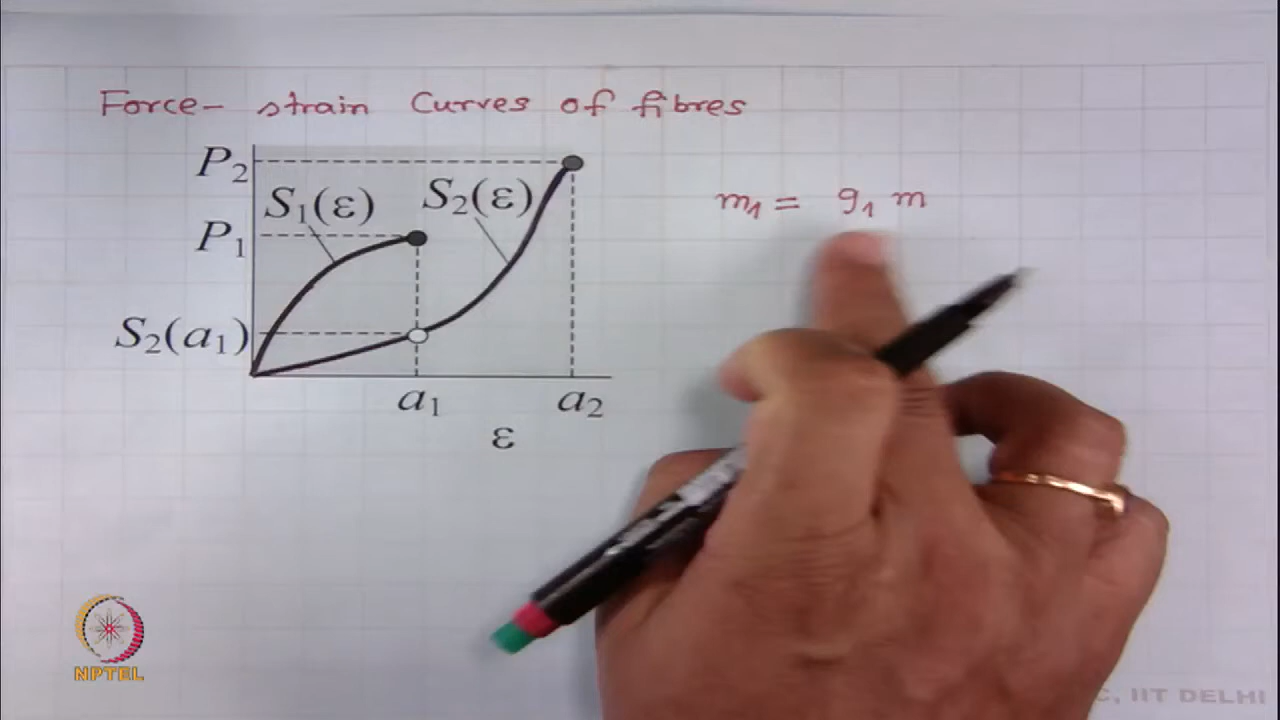 Force- strain Curves of fibres
P₂
S₁(ε)
S₂(ε)
m₁ = g₁ m
P₁
S₂(a₁)
a₁
a₂
ε
NPTEL
C, IIT DELHI